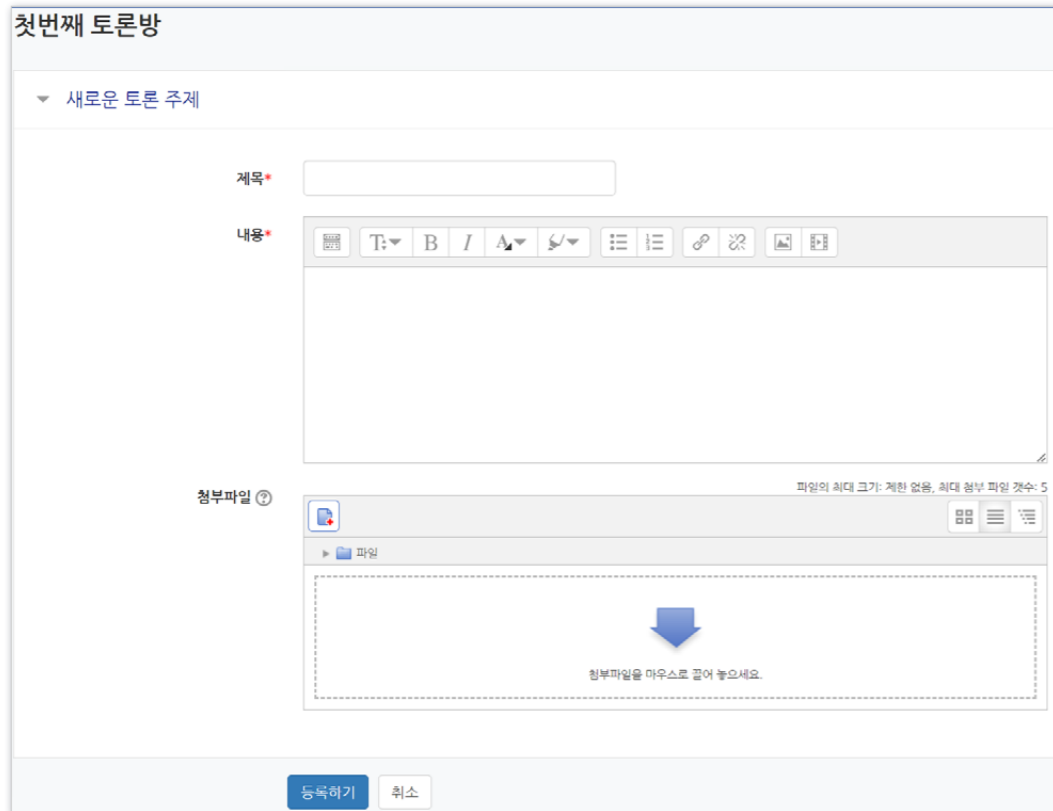 첫번째 토론방
새로운 토론 주제
제목*
내용*
첨부파일
파일의 최대 크기: 제한 없음, 최대 첨부 파일 갯수: 5
파일
첨부파일을 마우스로 끌어 놓으세요.
등록하기 취소